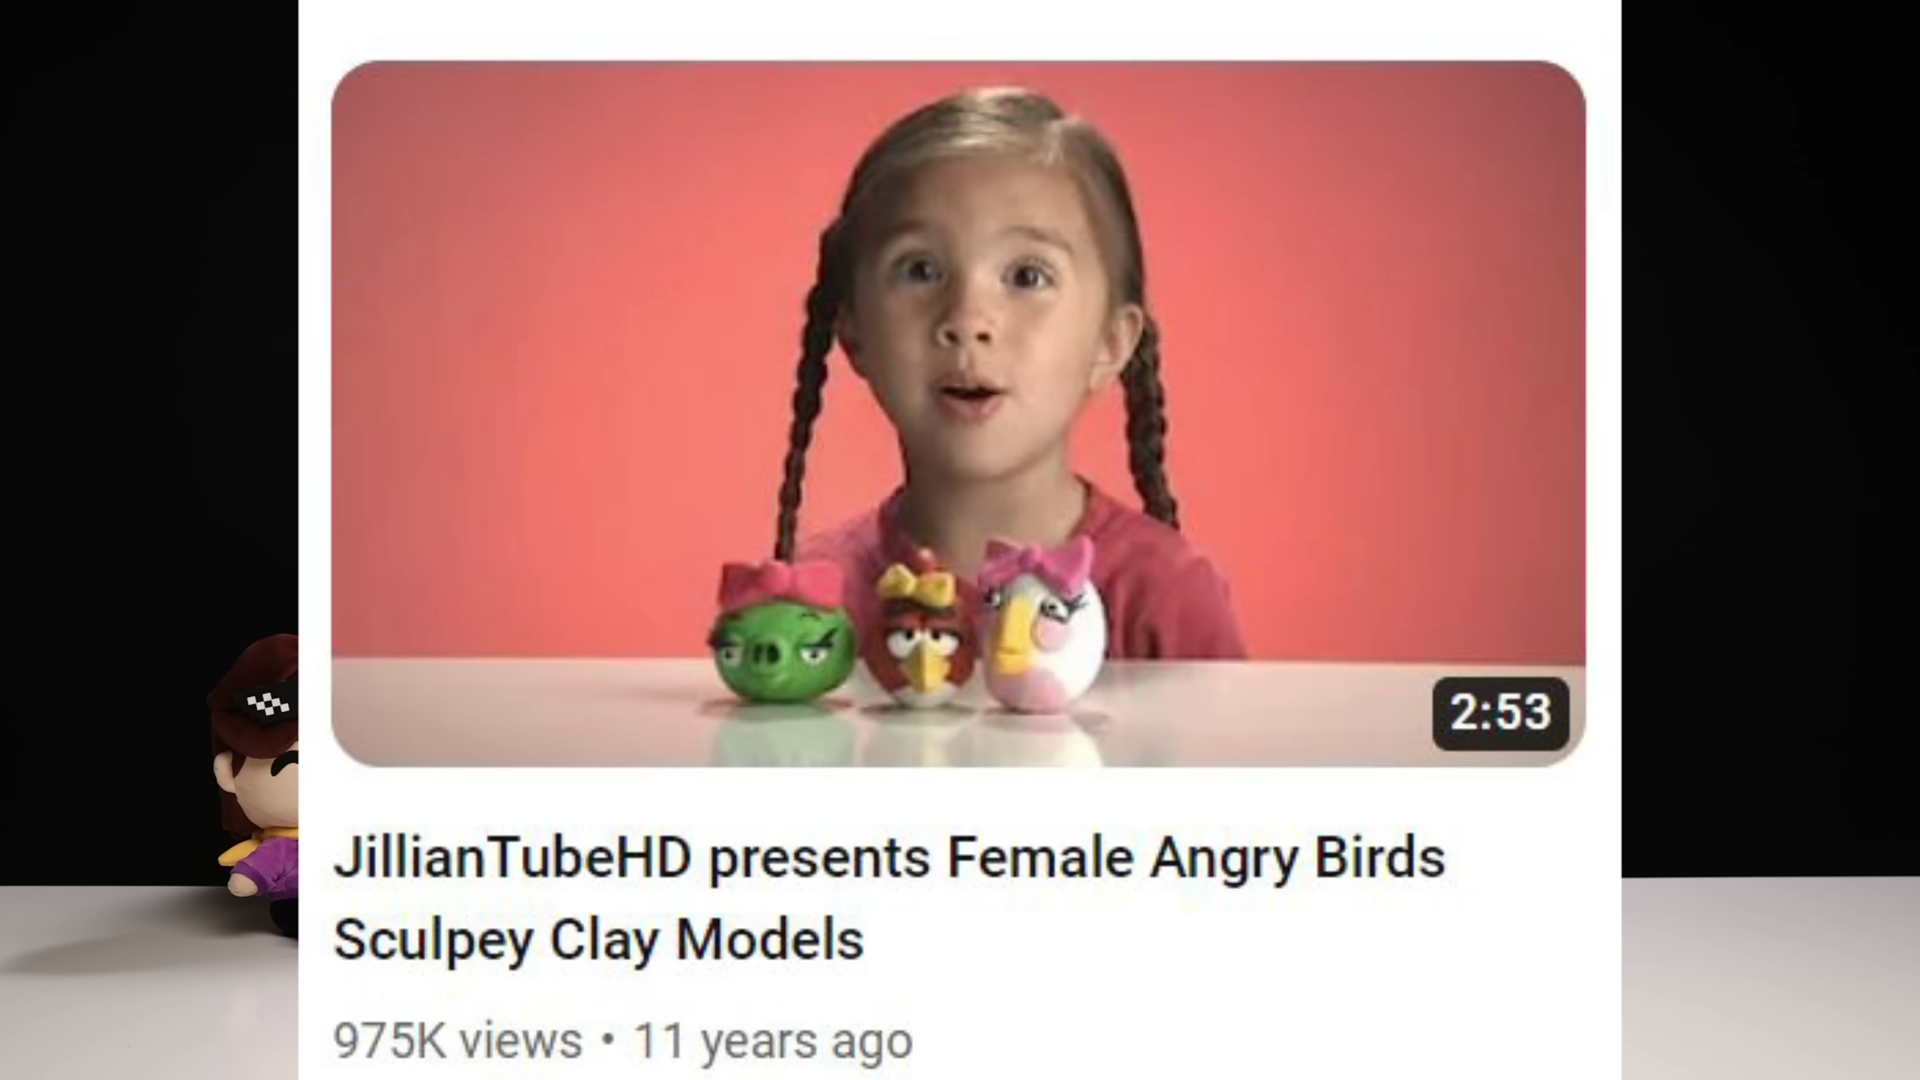 2:53
JillianTubeHD presents Female Angry Birds
Sculpey Clay Models
975K views • 11 years ago